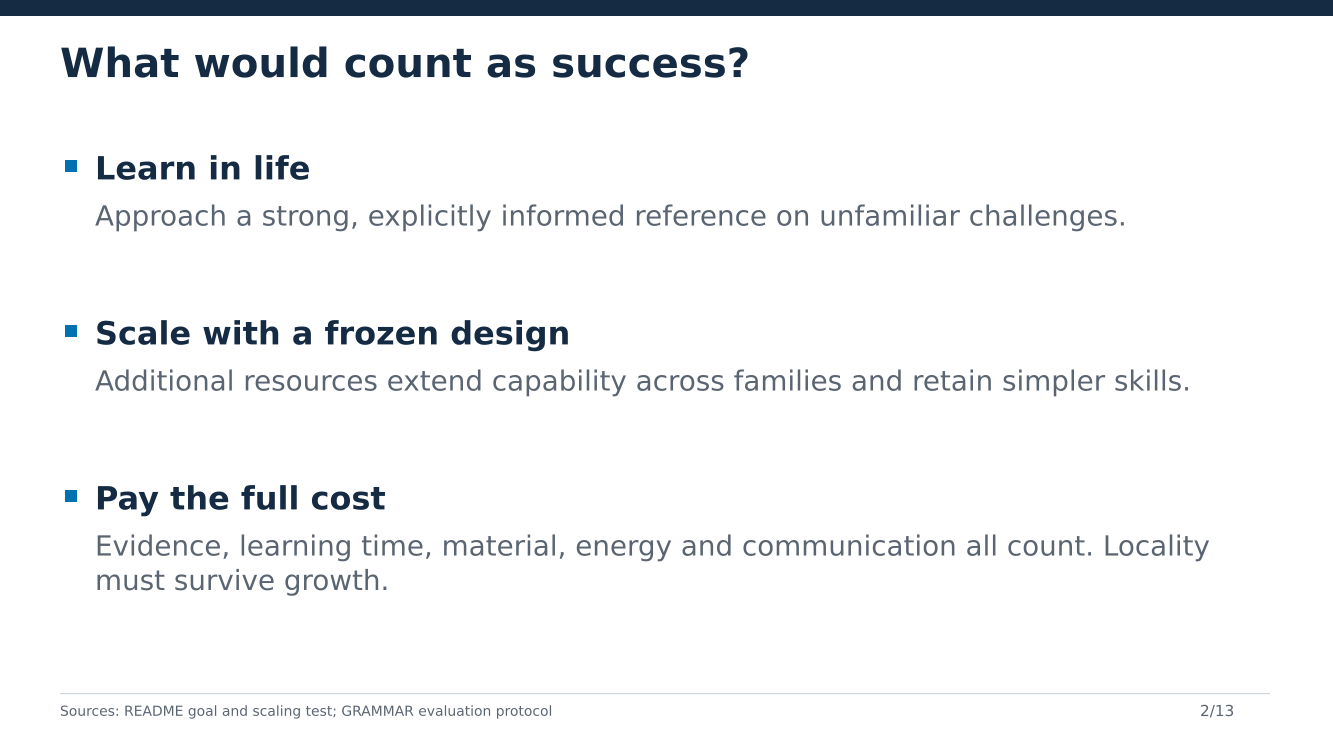 What would count as success?
Learn in life
Approach a strong, explicitly informed reference on unfamiliar challenges.
Scale with a frozen design
Additional resources extend capability across families and retain simpler skills.
Pay the full cost
Evidence, learning time, material, energy and communication all count. Locality
must survive growth.
Sources: README goal and scaling test; GRAMMAR evaluation protocol
2/13